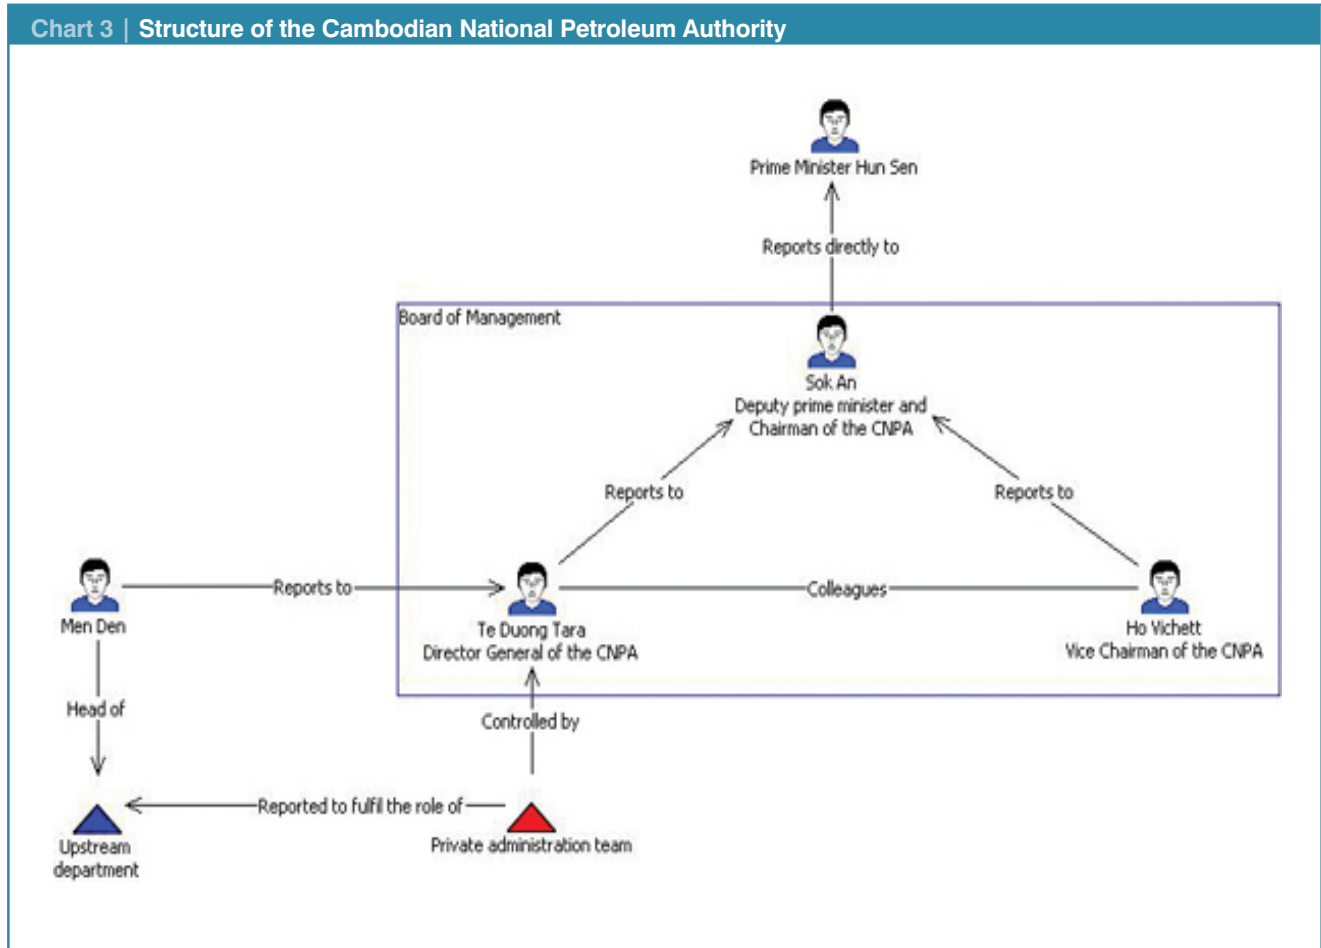 Chart 3 | Structure of the Cambodian National Petroleum Authority
Prime Minister Hun Sen
Reports directly to
Board of Management
Sok An
Deputy prime minister and
Chairman of the CNPA
Reports to
Reports to
Men Den
Reports to
Te Duong Tara
Director General of the CNPA
Colleagues
Ho Vichett
Vice Chairman of the CNPA
Head of
Controlled by
Upstream
department
Reported to fulfil the role of
Private administration team